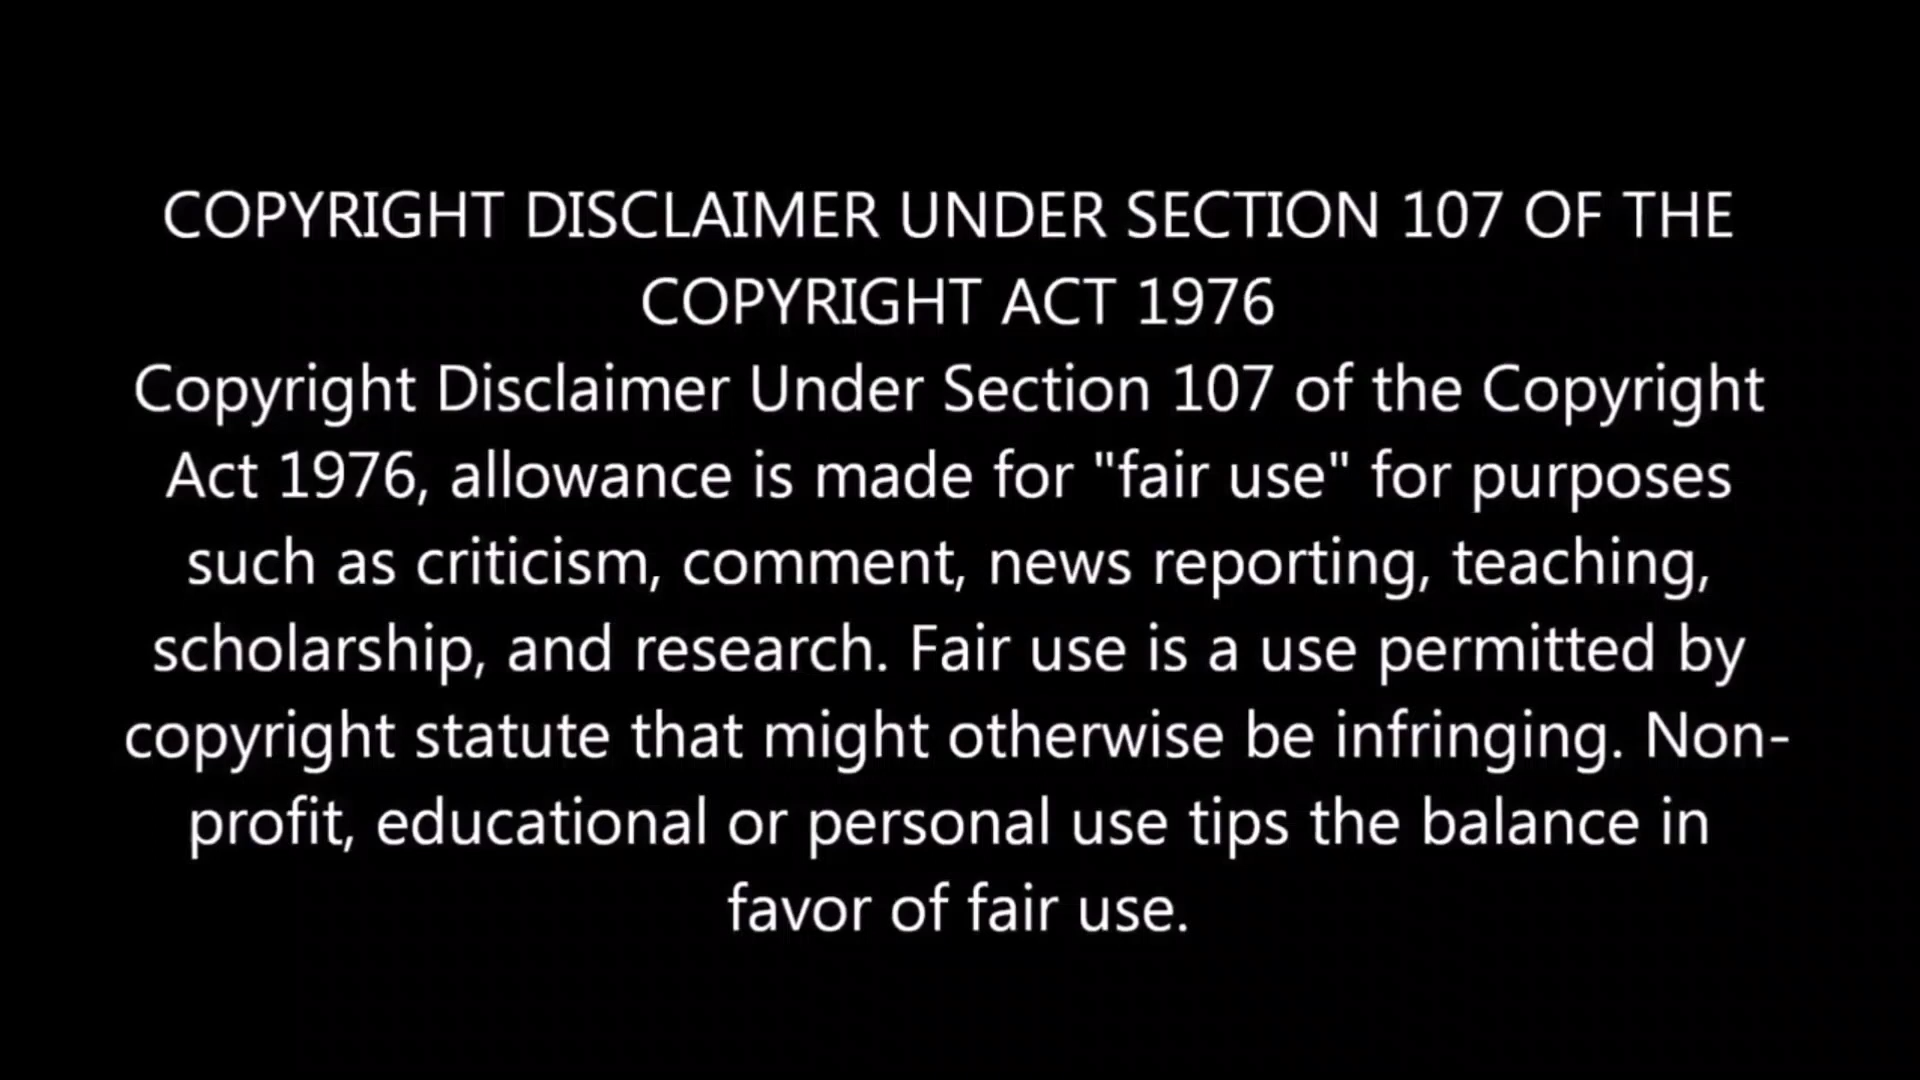 COPYRIGHT DISCLAIMER UNDER SECTION 107 OF THE
COPYRIGHT ACT 1976
Copyright Disclaimer Under Section 107 of the Copyright
Act 1976, allowance is made for "fair use" for purposes
such as criticism, comment, news reporting, teaching,
scholarship, and research. Fair use is a use permitted by
copyright statute that might otherwise be infringing. Non-
profit, educational or personal use tips the balance in
favor of fair use.